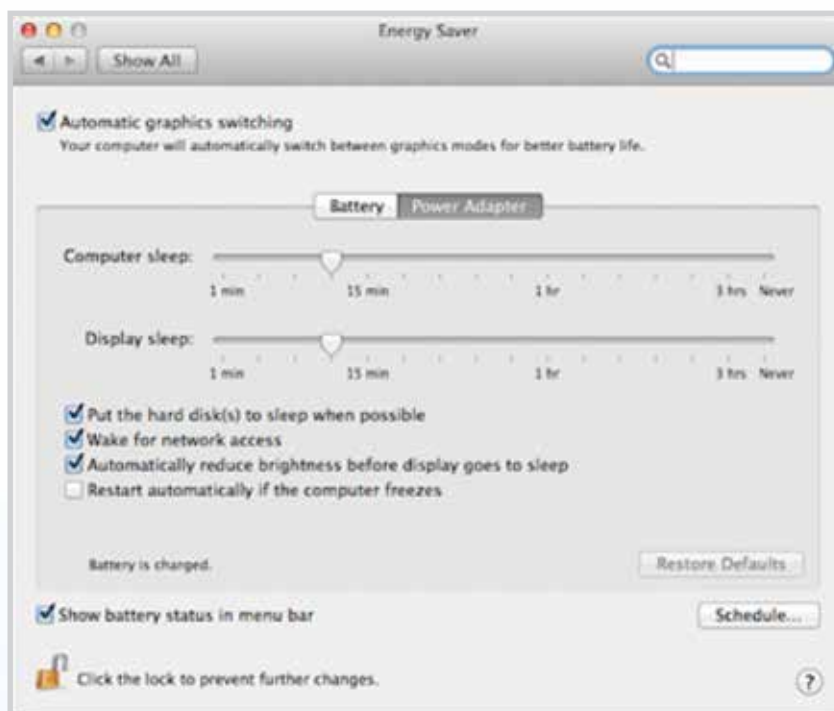 Energy Saver
Show All
Automatic graphics switching
Your computer will automatically switch between graphics modes for better battery life.
Battery Power Adapter
Computer sleep:
1 min 15 min 1 hr 3 hrs Never
Display sleep:
1 min 15 min 1 hr 3 hrs Never
Put the hard disk(s) to sleep when possible
Wake for network access
Automatically reduce brightness before display goes to sleep
Restart automatically if the computer freezes
Battery is charged. Restore Defaults
Show battery status in menu bar Schedule...
Click the lock to prevent further changes. ?